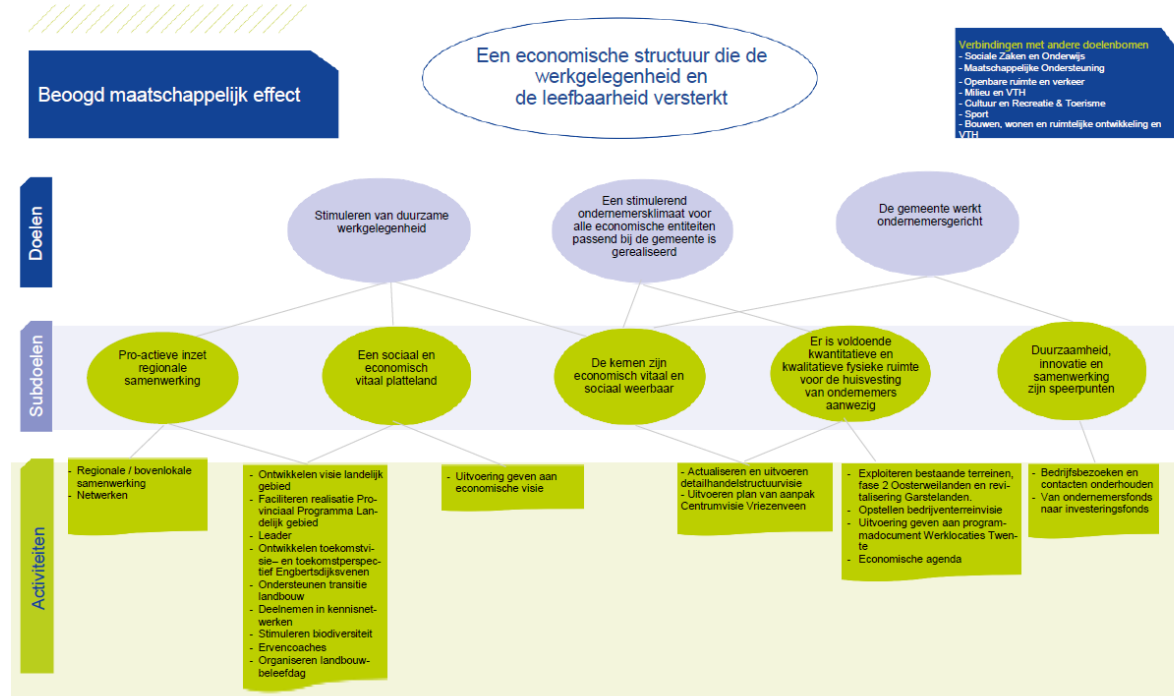 Beoogd maatschappelijk effect
Een economische structuur die de
werkgelegenheid en
de leefbaarheid versterkt
Verbindingen met andere doelenbomen
- Sociale Zaken en Onderwijs
- Maatschappelijke Ondersteuning
- Openbare ruimte en verkeer
- Milieu en VTH
- Cultuur en Recreatie & Toerisme
- Sport
- Bouwen, wonen en ruimtelijke ontwikkeling en
VTH
Doelen
Stimuleren van duurzame
werkgelegenheid
Een stimulerend
ondernemersklimaat voor
alle economische entiteiten
passend bij de gemeente is
gerealiseerd
De gemeente werkt
ondernemersgericht
Subdoelen
Pro-actieve inzet
regionale
samenwerking
Een sociaal en
economisch
vitaal platteland
De kernen zijn
economisch vitaal en
sociaal weerbaar
Er is voldoende
kwantitatieve en
kwalitatieve fysieke ruimte
voor de huisvesting
van ondernemers
aanwezig
Duurzaamheid,
innovatie en
samenwerking
zijn speerpunten
Activiteiten
- Regionale / bovenlokale
samenwerking
- Netwerken
- Ontwikkelen visie landelijk
gebied
- Faciliteren realisatie Pro-
vinciaal Programma Lan-
delijk gebied
- Leader
- Ontwikkelen toekomstvi-
sie– en toekomstperspec-
tief Engbertsdijksvenen
- Ondersteunen transitie
landbouw
- Deelnemen in kennisnet-
werken
- Stimuleren biodiversiteit
- Ervencoaches
- Organiseren landbouw-
beleefdag
- Uitvoering geven aan
economische visie
- Actualiseren en uitvoeren
detailhandelstructuurvisie
- Uitvoeren plan van aanpak
Centrumvisie Vriezenveen
- Exploiteren bestaande terreinen,
fase 2 Oosterweilanden en revi-
talisering Garstelanden.
- Opstellen bedrijventerreinvisie
- Uitvoering geven aan program-
madocument Werklocaties Twen-
te
- Economische agenda
- Bedrijfsbezoeken en
contacten onderhouden
- Van ondernemersfonds
naar investeringsfonds